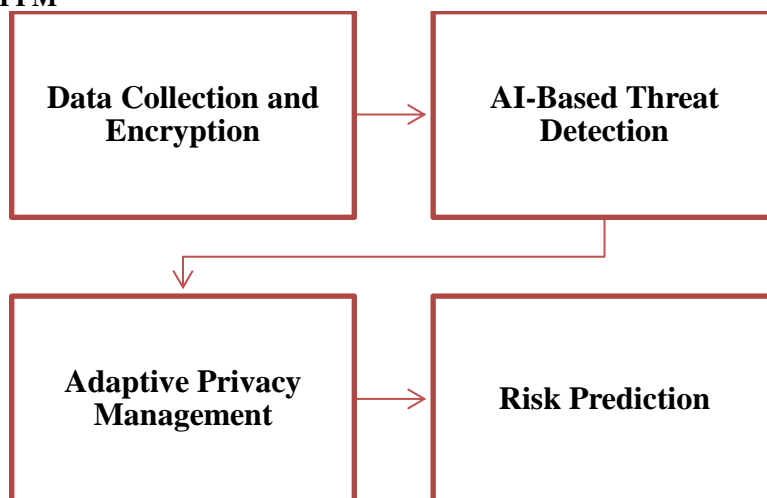 Data Collection and
Encryption
AI-Based Threat
Detection
Adaptive Privacy
Management
Risk Prediction